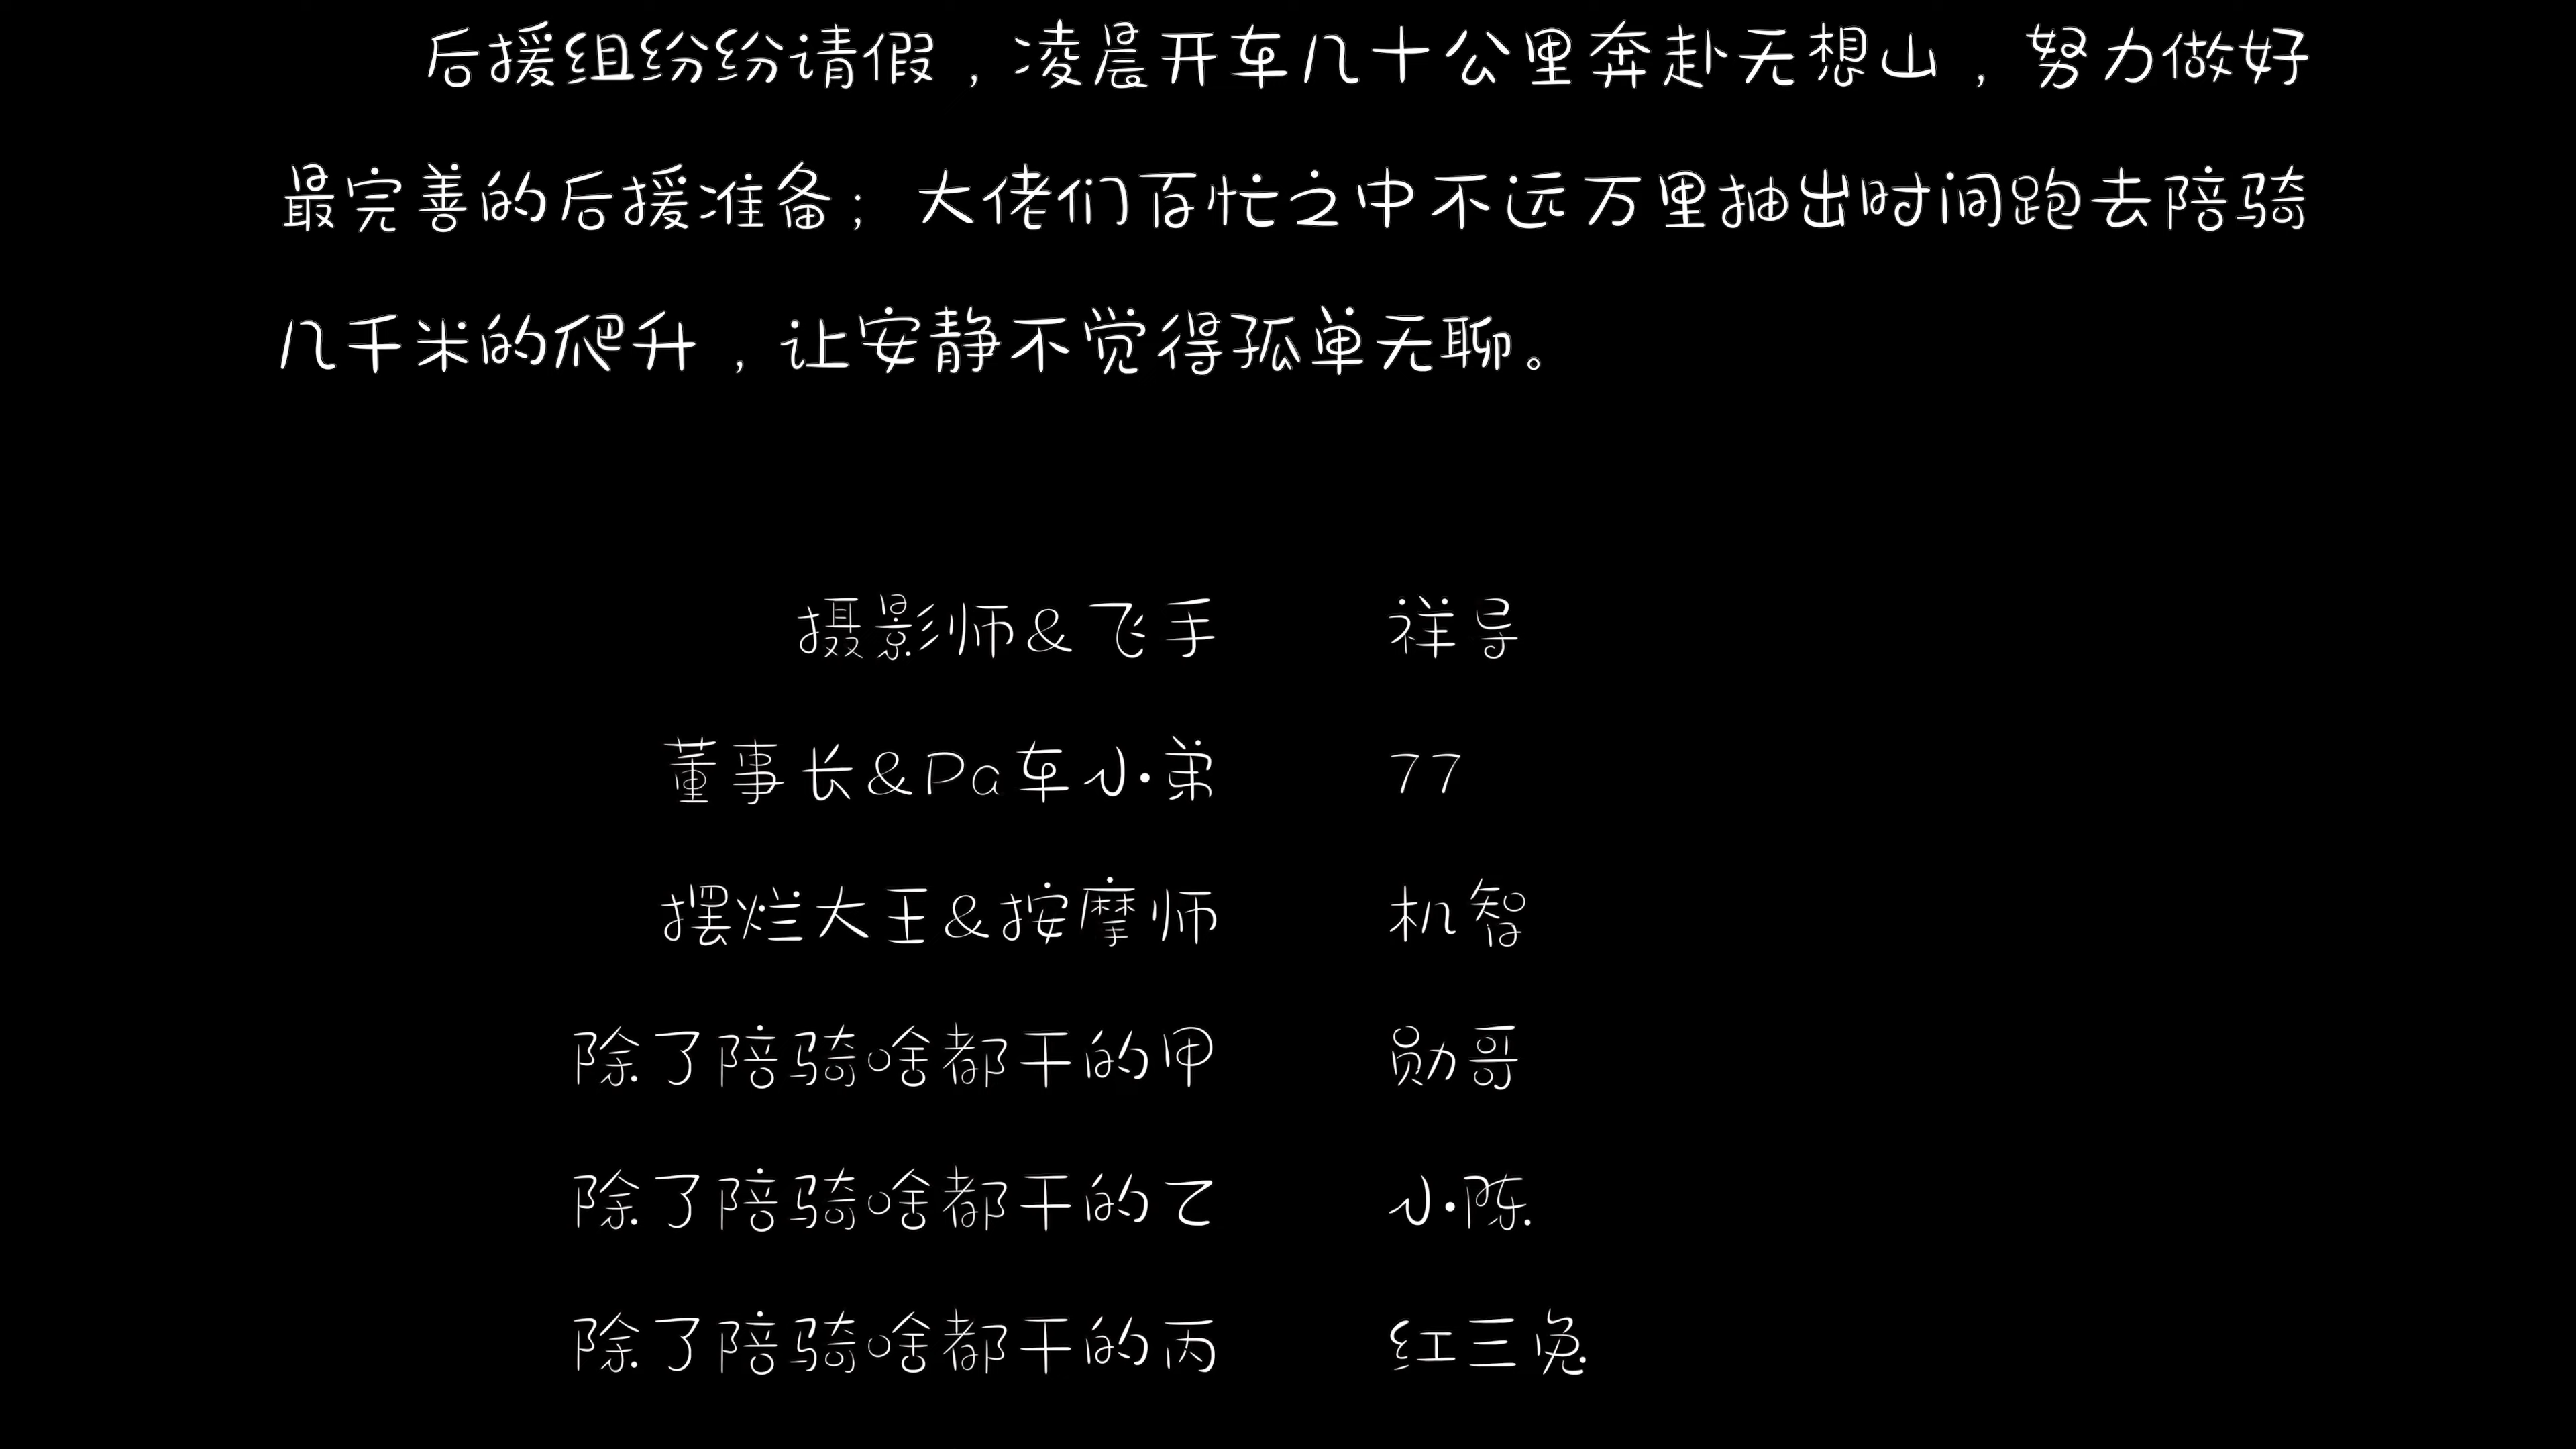 后援组纷纷请假，凌晨开车几十公里奔赴无想山，努力做好
最完善的后援准备；大佬们百忙之中不远万里抽出时间跑去陪骑
几千米的爬升，让安静不觉得孤单无聊。
摄影师&飞手 祥导
董事长&Pa车小弟 77
摆烂大王&按摩师 机智
除了陪骑啥都干的甲 勋哥
除了陪骑啥都干的乙 小陈
除了陪骑啥都干的丙 红三兔